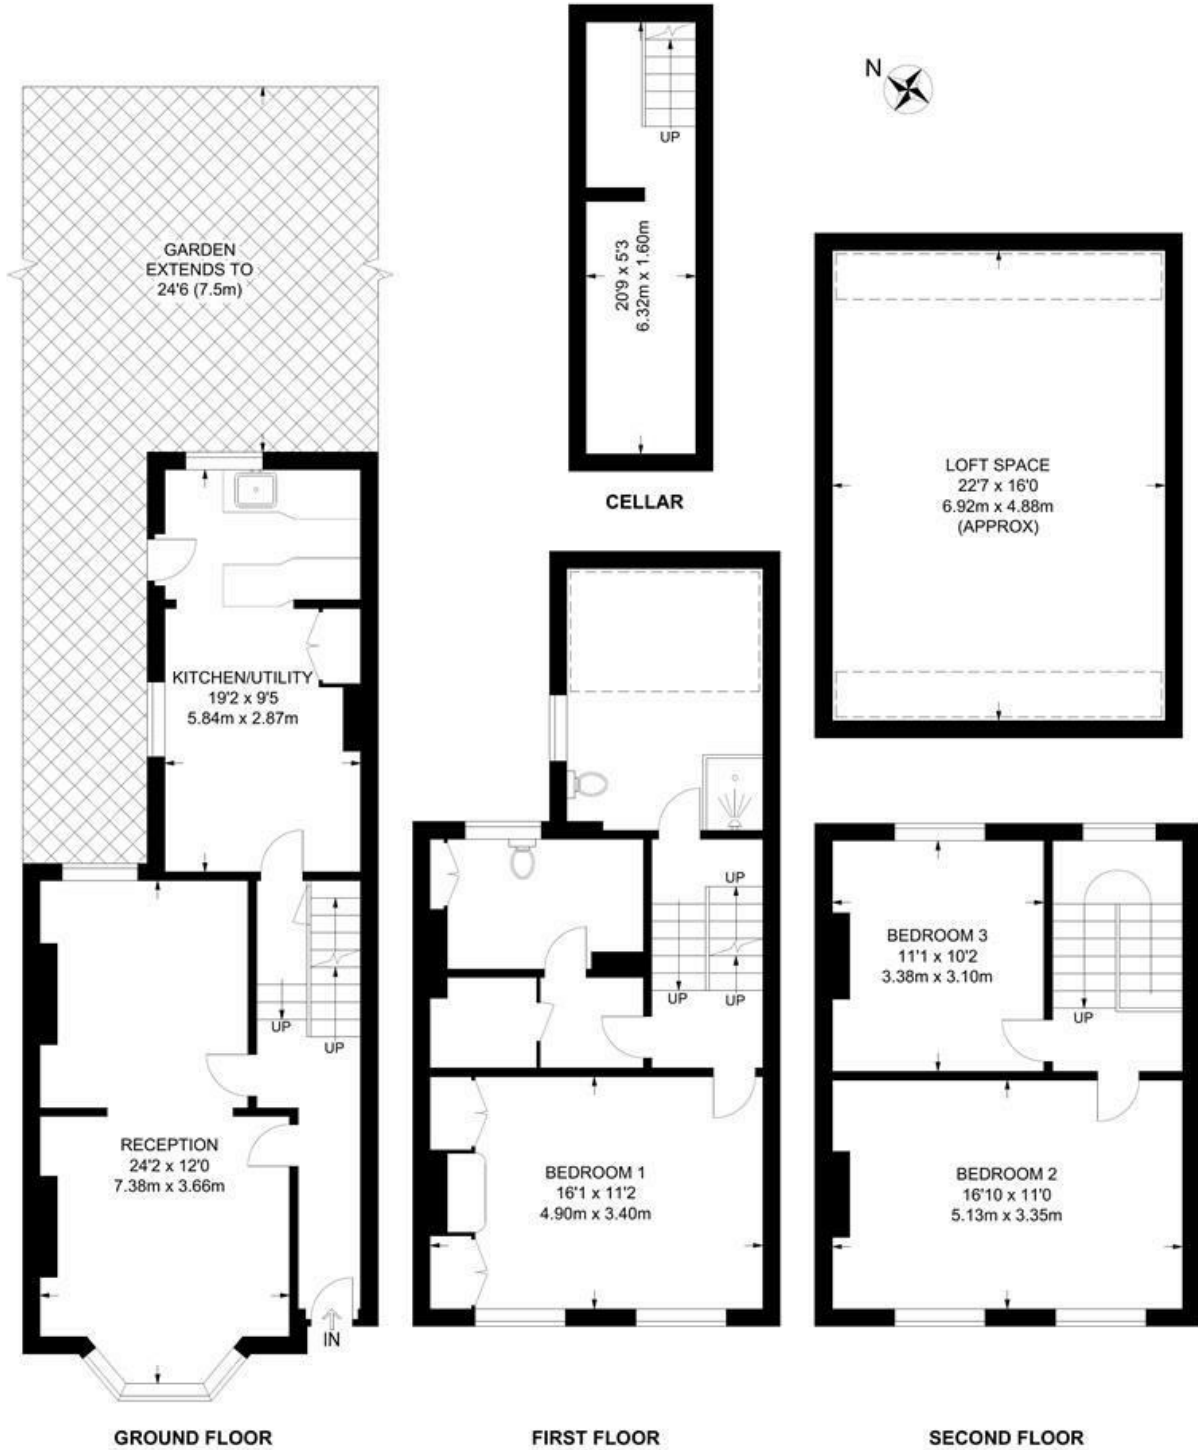 N
UP
20'9 x 5'3
6.32m x 1.60m
CELLAR
GARDEN
EXTENDS TO
24'6 (7.5m)
KITCHEN/UTILITY
19'2 x 9'5
5.84m x 2.87m
UP
UP
RECEPTION
24'2 x 12'0
7.38m x 3.66m
IN
GROUND FLOOR
UP
UP
UP
BEDROOM 1
16'1 x 11'2
4.90m x 3.40m
FIRST FLOOR
LOFT SPACE
22'7 x 16'0
6.92m x 4.88m
(APPROX)
BEDROOM 3
11'1 x 10'2
3.38m x 3.10m
UP
BEDROOM 2
16'10 x 11'0
5.13m x 3.35m
SECOND FLOOR